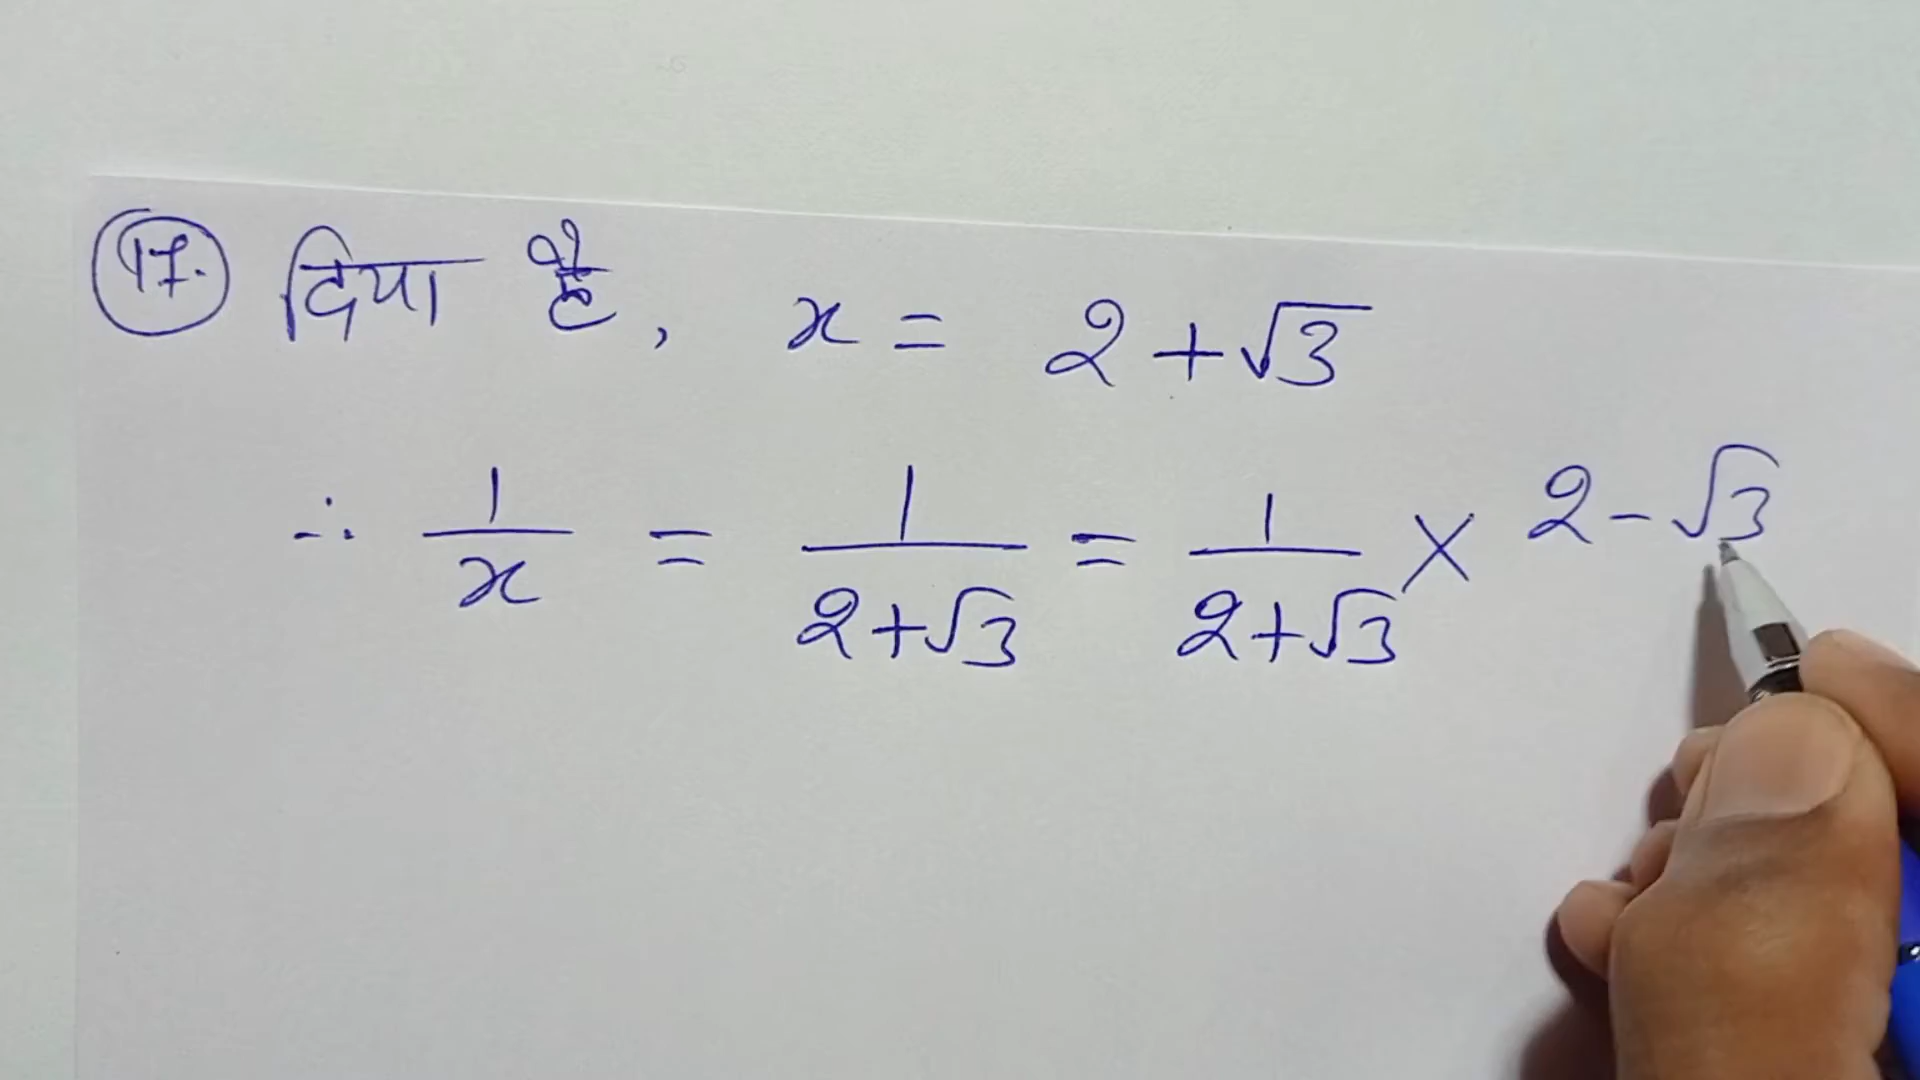 17. दिया है, x = 2 + √3
∴ 1/x = 1/(2+√3) = 1/(2+√3) × 2 - √3